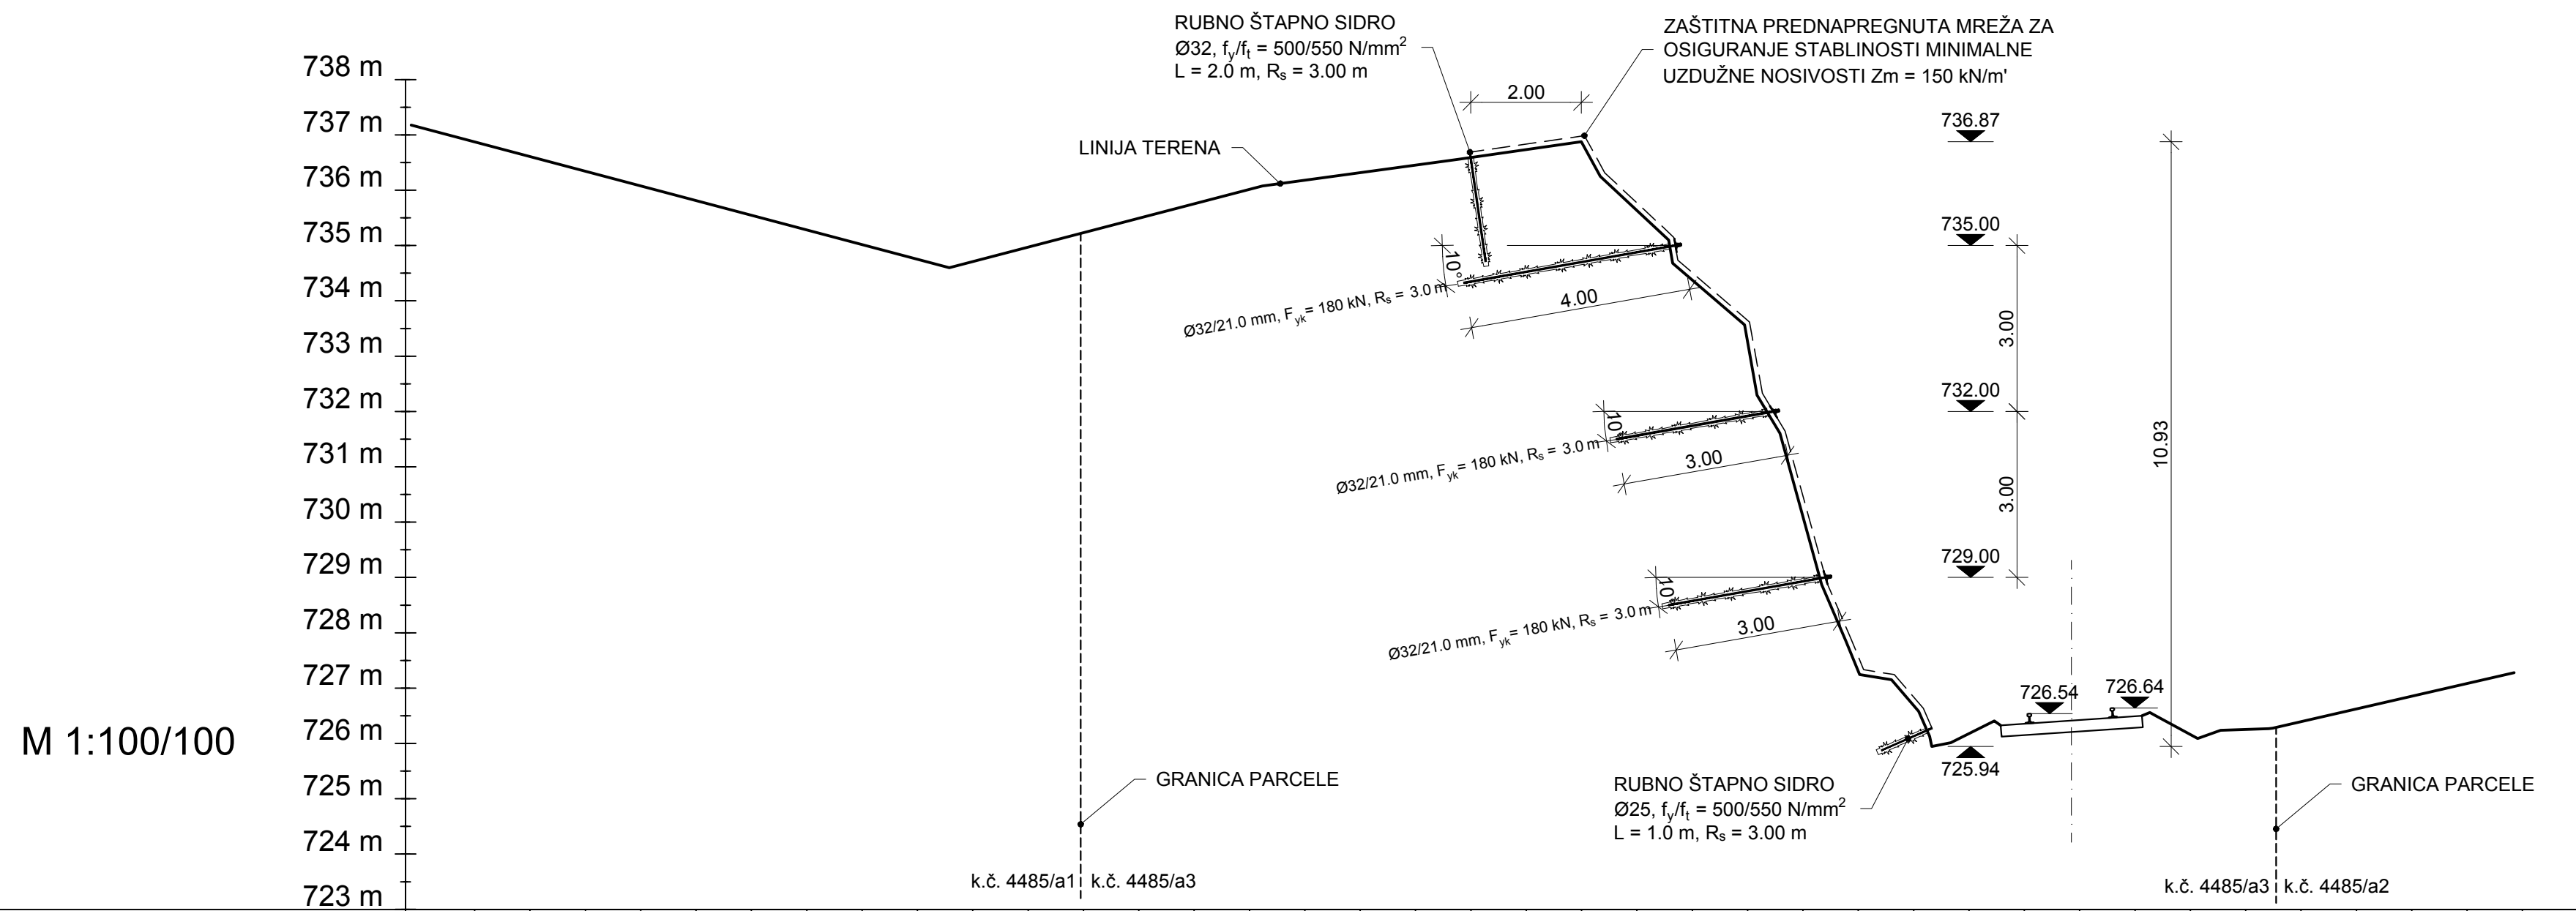 RUBNO ŠTAPNO SIDRO
Ø32, fy/ft = 500/550 N/mm²
L = 2.0 m, Rs = 3.00 m
ZAŠTITNA PREDNAPREGNUTA MREŽA ZA
OSIGURANJE STABLINOSTI MINIMALNE
UZDUŽNE NOSIVOSTI Zm = 150 kN/m'
738 m
737 m
736 m
735 m
734 m
733 m
732 m
731 m
730 m
729 m
728 m
727 m
726 m
725 m
724 m
723 m
M 1:100/100
LINIJA TERENA
2.00
736.87
735.00
732.00
729.00
725.94
3.00
3.00
10.93
10°
Ø32/21.0 mm, Fyk= 180 kN, Rs = 3.0 m
4.00
10°
Ø32/21.0 mm, Fyk= 180 kN, Rs = 3.0 m
3.00
10°
Ø32/21.0 mm, Fyk= 180 kN, Rs = 3.0 m
3.00
726.54
726.64
GRANICA PARCELE
RUBNO ŠTAPNO SIDRO
Ø25, fy/ft = 500/550 N/mm²
L = 1.0 m, Rs = 3.00 m
GRANICA PARCELE
k.č. 4485/a1
k.č. 4485/a3
k.č. 4485/a3
k.č. 4485/a2